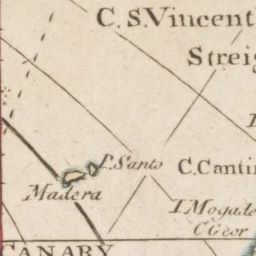 C. S. Vincent
Streig
P. Santo
C. Cantin
Madera
I. Mogado
C Geor
CANARY